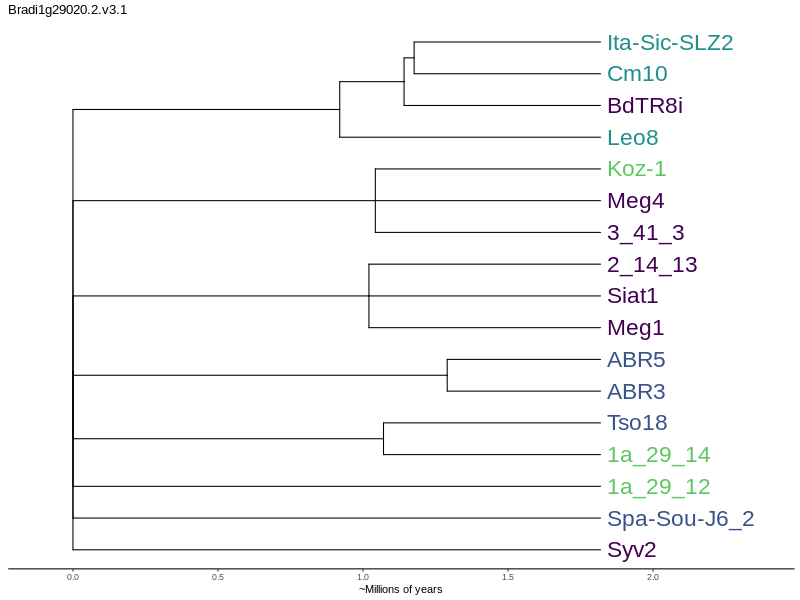 Bradi1g29020.2.v3.1
Ita-Sic-SLZ2
Cm10
BdTR8i
Leo8
Koz-1
Meg4
3_41_3
2_14_13
Siat1
Meg1
ABR5
ABR3
Tso18
1a_29_14
1a_29_12
Spa-Sou-J6_2
Syv2
0.0 0.5 1.0 1.5 2.0
~Millions of years